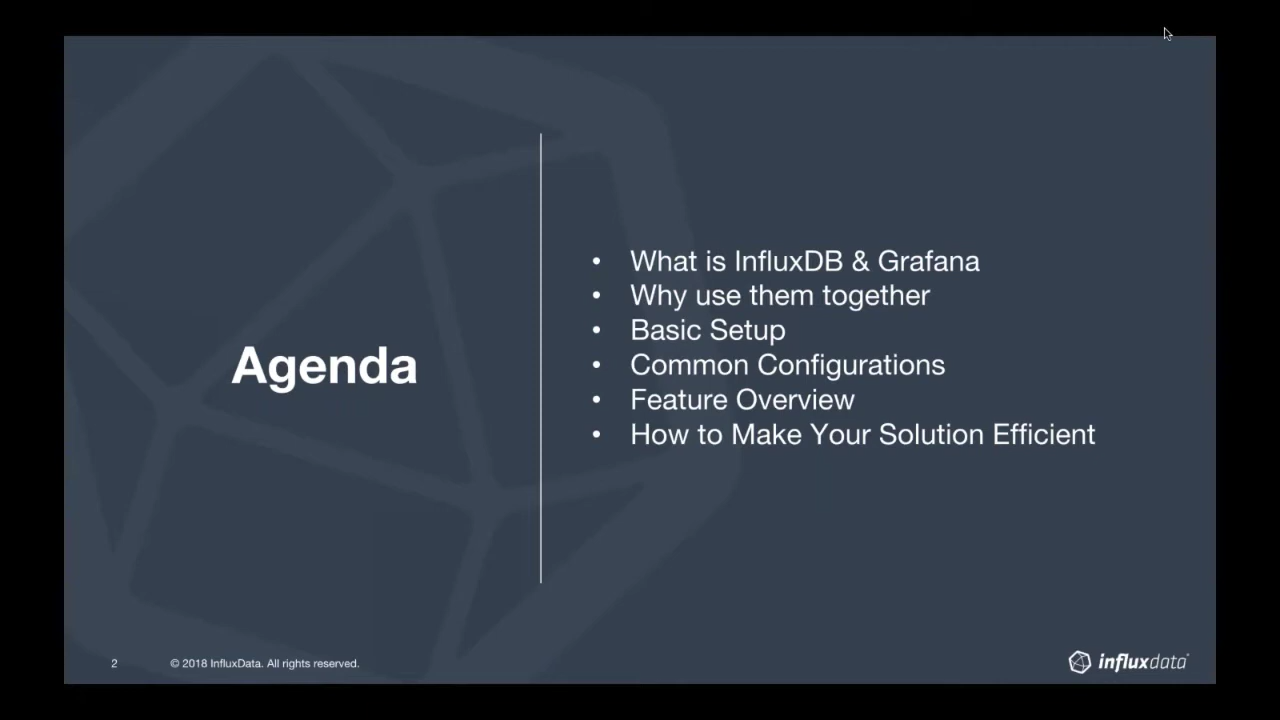 Agenda
• What is InfluxDB & Grafana
• Why use them together
• Basic Setup
• Common Configurations
• Feature Overview
• How to Make Your Solution Efficient
2
© 2018 InfluxData. All rights reserved.
influxdata